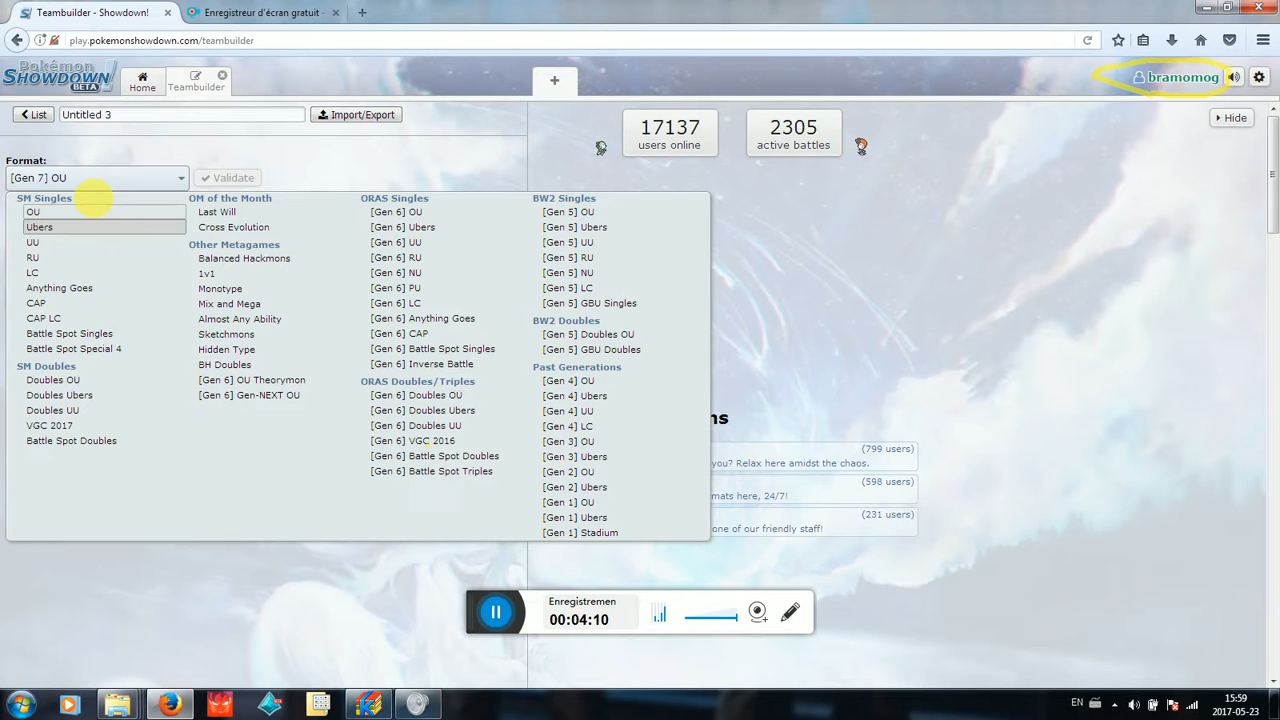 Teambuilder - Showdown!
Enregistreur d'écran gratuit -
play.pokemonshowdown.com/teambuilder
Pokémon
SHOWDOWN!
BETA
Home
Teambuilder
bramomog
List
Untitled 3
Import/Export
17137
users online
2305
active battles
Hide
Format:
[Gen 7] OU
Validate
SM Singles
OU
Ubers
UU
RU
LC
Anything Goes
CAP
CAP LC
Battle Spot Singles
Battle Spot Special 4
SM Doubles
Doubles OU
Doubles Ubers
Doubles UU
VGC 2017
Battle Spot Doubles
OM of the Month
Last Will
Cross Evolution
Other Metagames
Balanced Hackmons
1v1
Monotype
Mix and Mega
Almost Any Ability
Sketchmons
Hidden Type
BH Doubles
[Gen 6] OU Theorymon
[Gen 6] Gen-NEXT OU
ORAS Singles
[Gen 6] OU
[Gen 6] Ubers
[Gen 6] UU
[Gen 6] RU
[Gen 6] NU
[Gen 6] PU
[Gen 6] LC
[Gen 6] Anything Goes
[Gen 6] CAP
[Gen 6] Battle Spot Singles
[Gen 6] Inverse Battle
ORAS Doubles/Triples
[Gen 6] Doubles OU
[Gen 6] Doubles Ubers
[Gen 6] Doubles UU
[Gen 6] VGC 2016
[Gen 6] Battle Spot Doubles
[Gen 6] Battle Spot Triples
BW2 Singles
[Gen 5] OU
[Gen 5] Ubers
[Gen 5] UU
[Gen 5] RU
[Gen 5] NU
[Gen 5] LC
[Gen 5] GBU Singles
BW2 Doubles
[Gen 5] Doubles OU
[Gen 5] GBU Doubles
Past Generations
[Gen 4] OU
[Gen 4] Ubers
[Gen 4] UU
[Gen 4] LC
[Gen 3] OU
[Gen 3] Ubers
[Gen 2] OU
[Gen 2] Ubers
[Gen 1] OU
[Gen 1] Ubers
[Gen 1] Stadium
ms
(799 users)
you? Relax here amidst the chaos.
(598 users)
mats here, 24/7!
(231 users)
one of our friendly staff!
Enregistremen
00:04:10
EN
15:59
2017-05-23